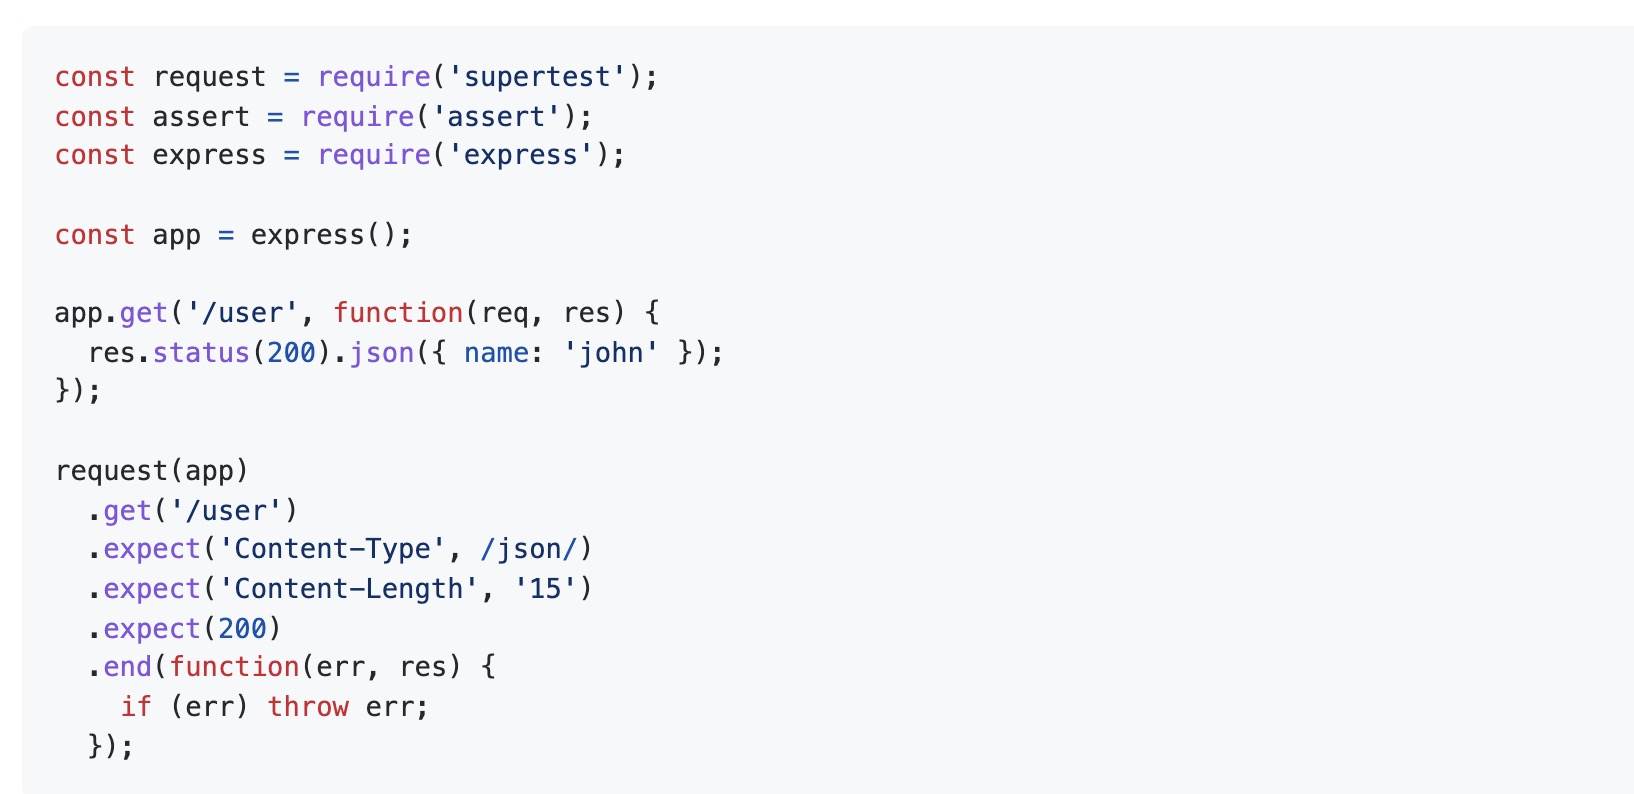 const request = require('supertest');
const assert = require('assert');
const express = require('express');

const app = express();

app.get('/user', function(req, res) {
  res.status(200).json({ name: 'john' });
});

request(app)
  .get('/user')
  .expect('Content-Type', /json/)
  .expect('Content-Length', '15')
  .expect(200)
  .end(function(err, res) {
    if (err) throw err;
  });